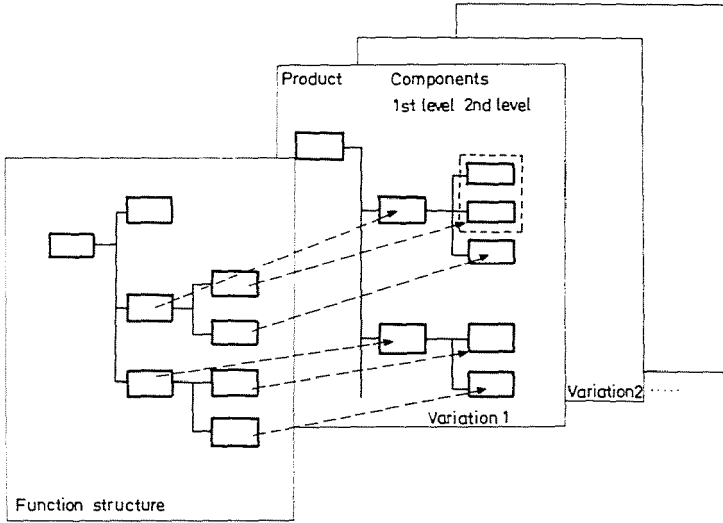 Product Components
1st level 2nd level
Variation 1
Variation2 .....
Function structure